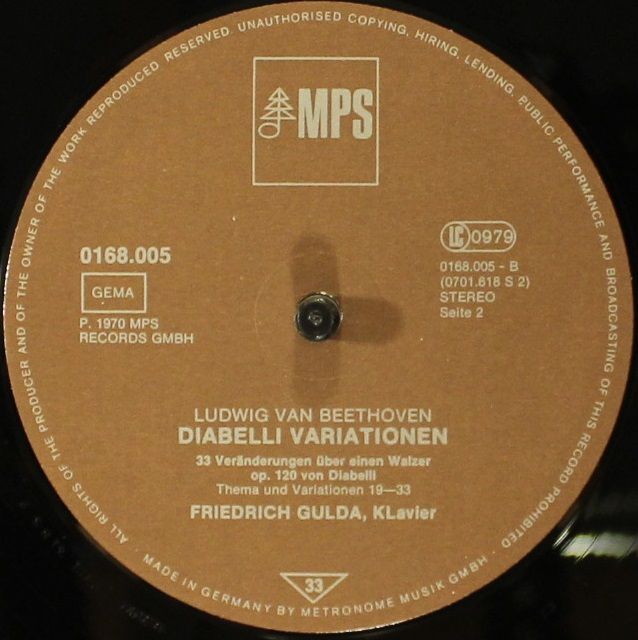 ALL RIGHTS OF THE PRODUCER AND OF THE OWNER OF THE WORK REPRODUCED RESERVED. UNAUTHORISED COPYING, HIRING, LENDING, PUBLIC PERFORMANCE AND BROADCASTING OF THIS RECORD PROHIBITED
MPS
0168.005
GEMA
P. 1970 MPS
RECORDS GMBH
LC 0979
0168.005 - B
(0701.618 S 2)
STEREO
Seite 2
LUDWIG VAN BEETHOVEN
DIABELLI VARIATIONEN
33 Veränderungen über einen Walzer
op. 120 von Diabelli
Thema und Variationen 19—33
FRIEDRICH GULDA, KLavier
33
· MADE IN GERMANY BY METRONOME MUSIK GMBH ·